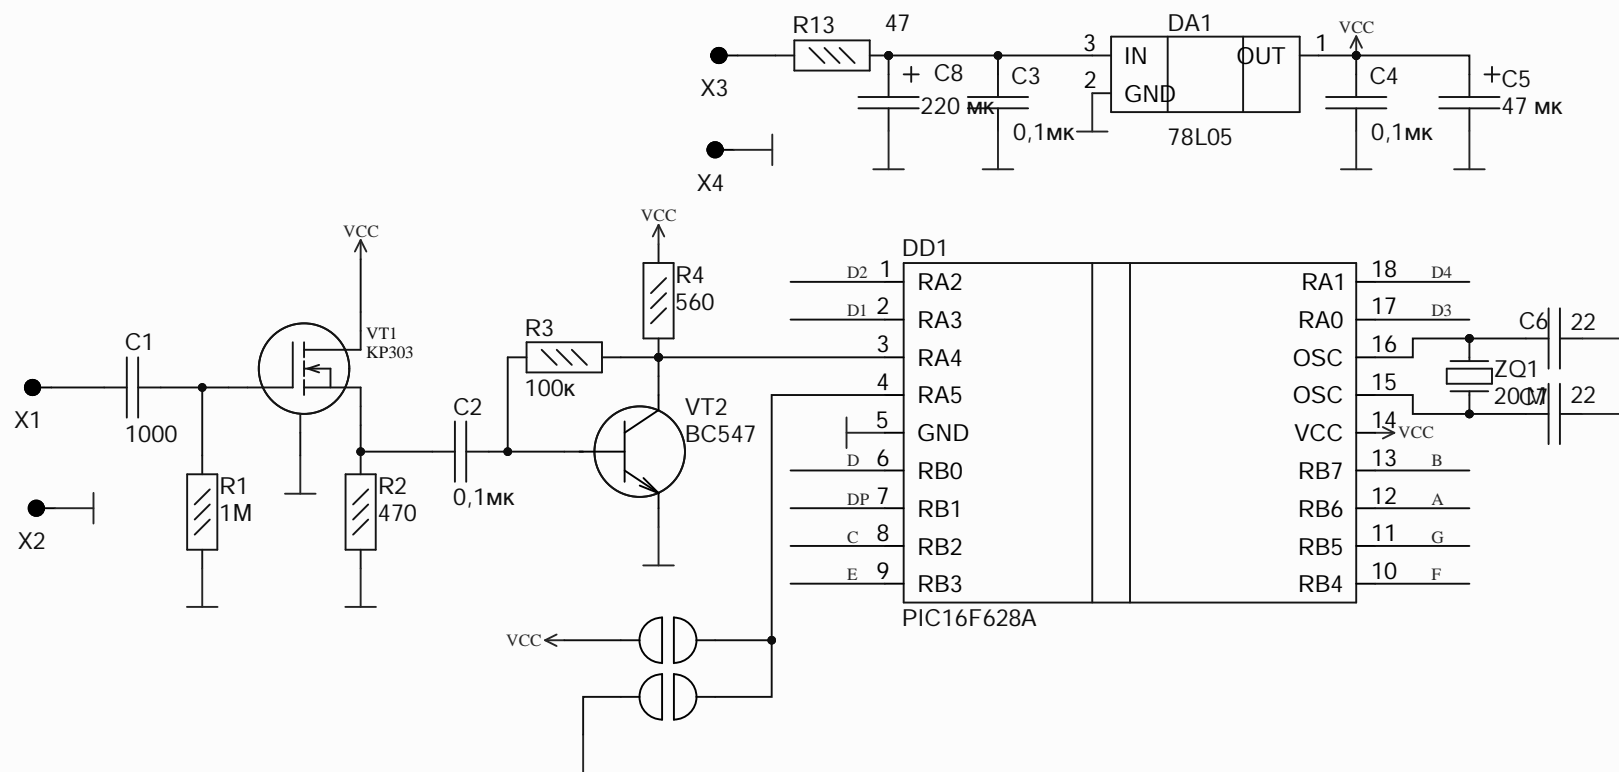 R13 47
X3
3 IN DA1 OUT 1
2 GND
78L05
VCC
+ C8
220 мк
C3
0,1мк
C4
0,1мк
+C5
47 мк
X4
VCC
VT1
KP303
C1
1000
X1
R1
1M
X2
R2
470
C2
0,1мк
R3
100к
VCC
R4
560
VT2
BC547
DD1
D2 1 RA2 RA1 18 D4
D1 2 RA3 RA0 17 D3
3 RA4 OSC 16
4 RA5 OSC 15
5 GND VCC 14 VCC
D 6 RB0 RB7 13 B
DP 7 RB1 RB6 12 A
C 8 RB2 RB5 11 G
E 9 RB3 RB4 10 F
PIC16F628A
C6 22
ZQ1
20M
C7 22
VCC